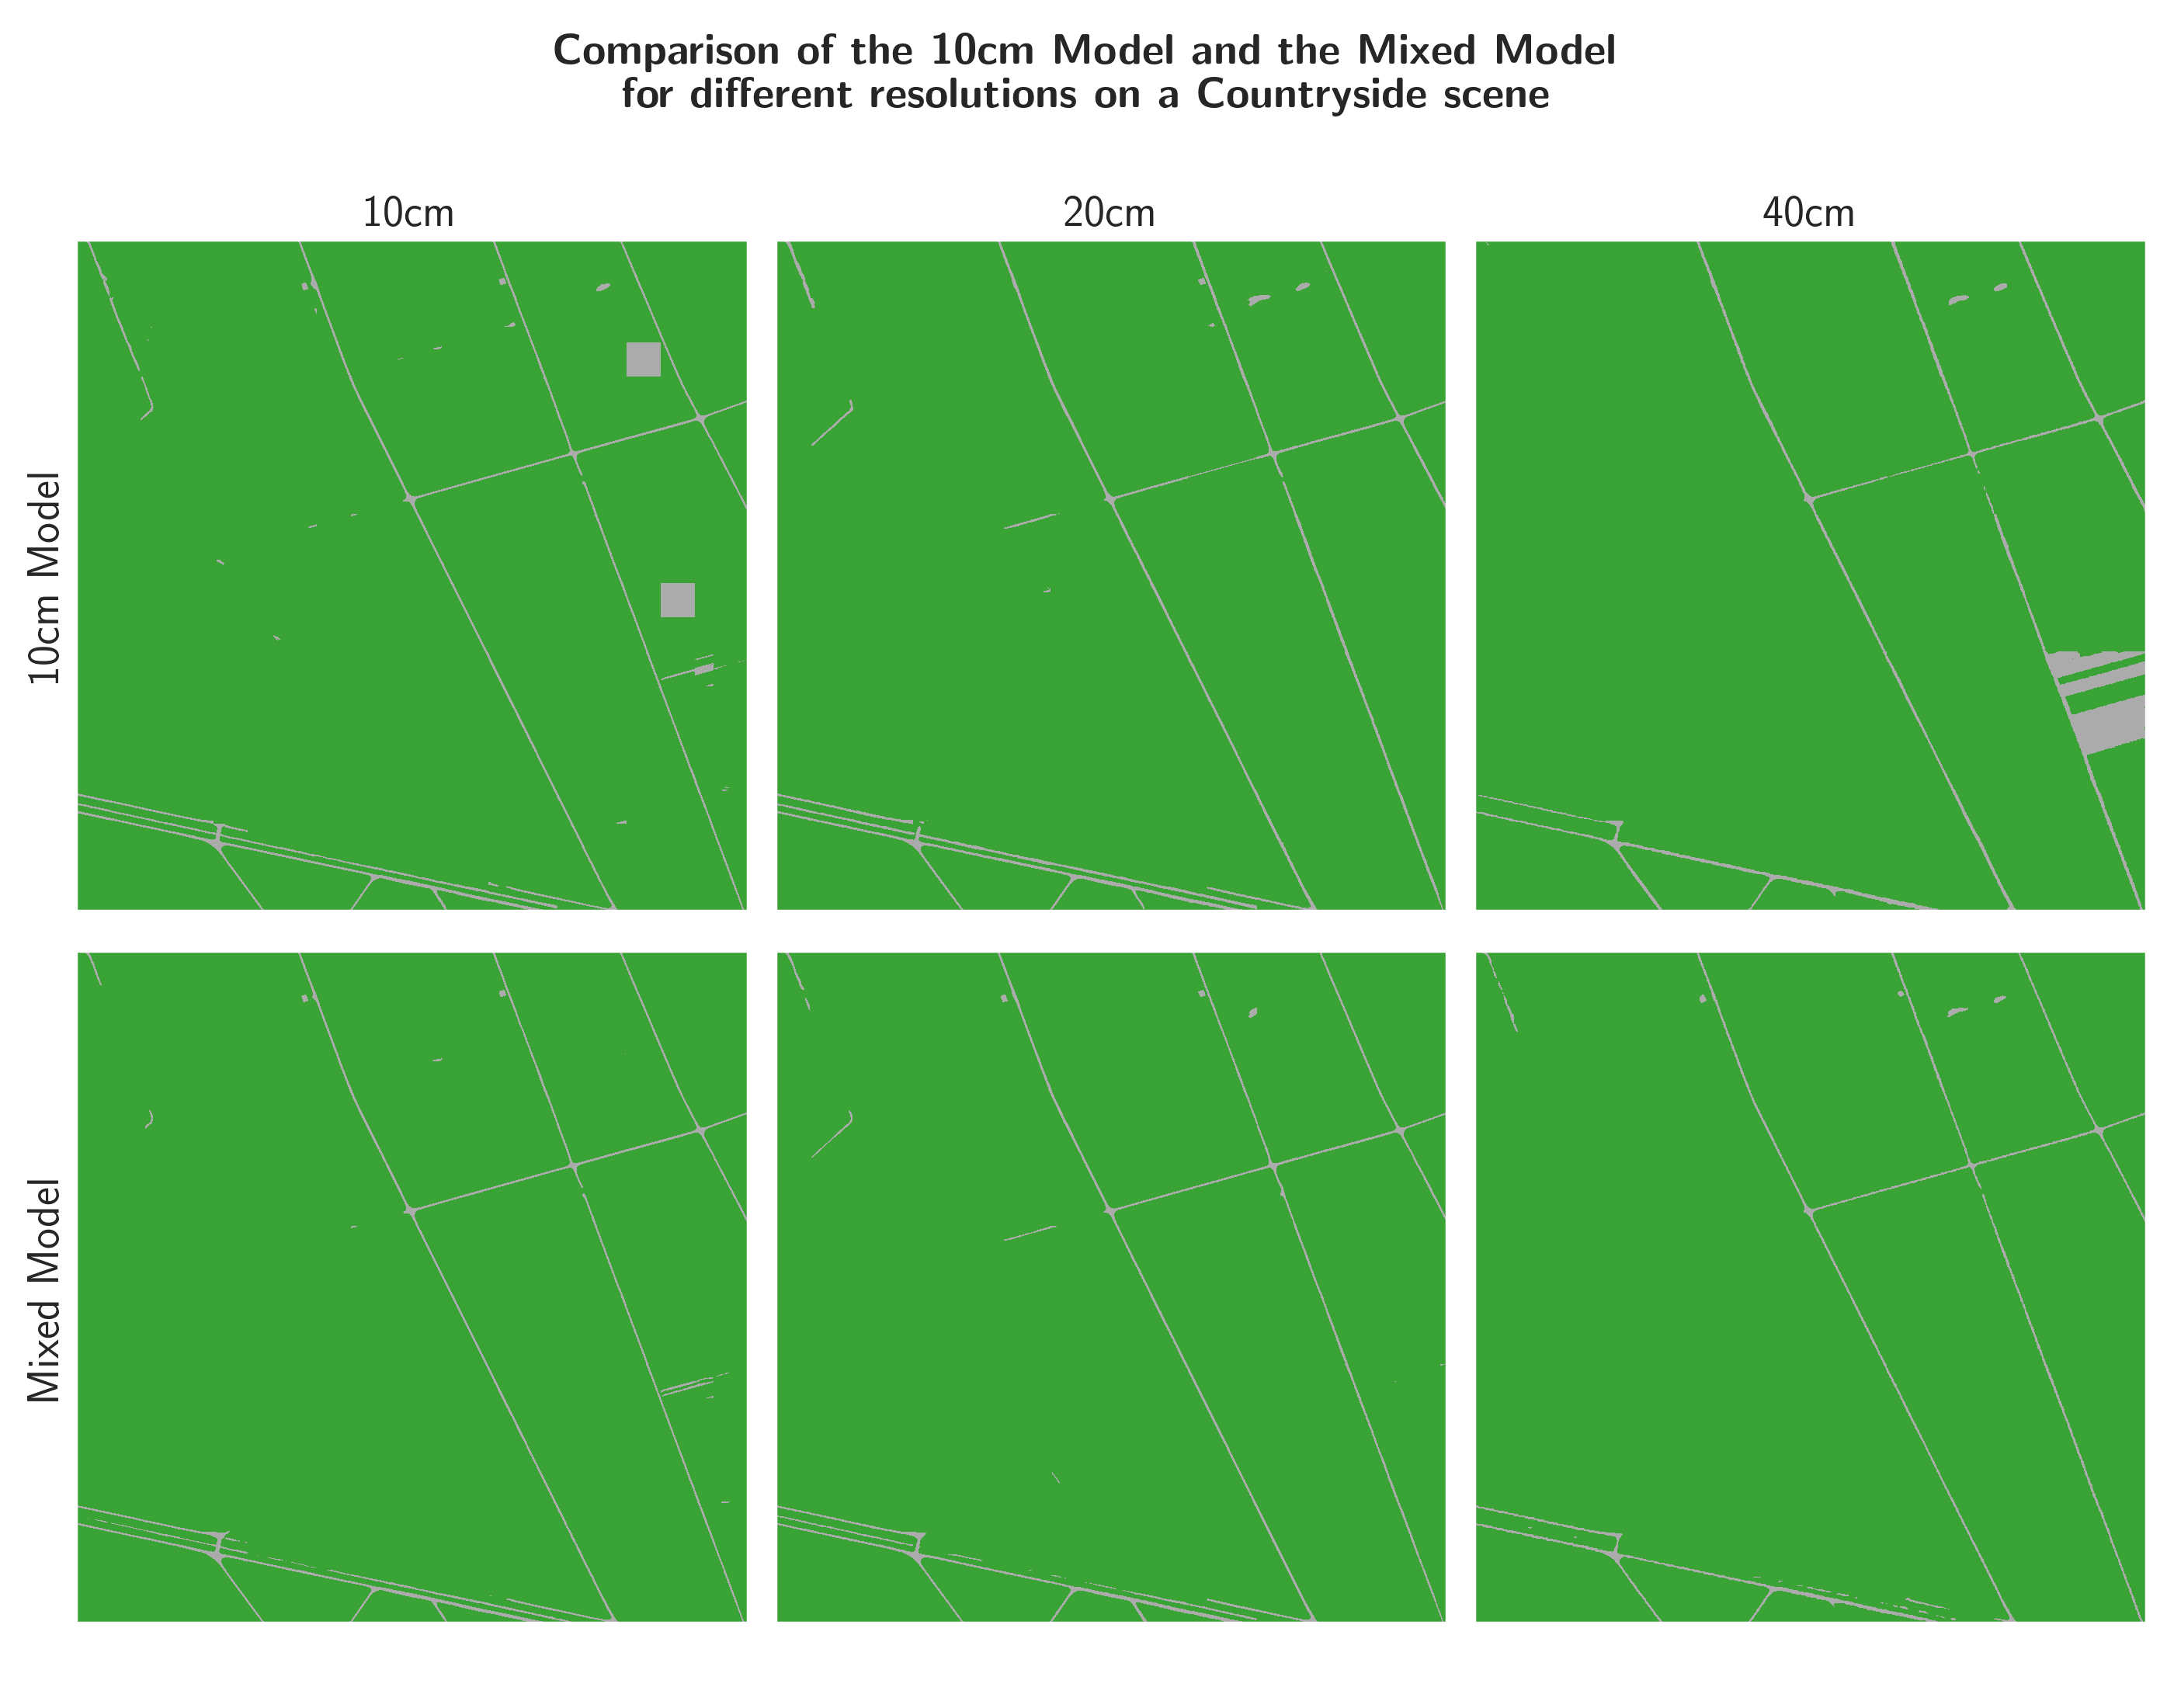 Comparison of the 10cm Model and the Mixed Model
for different resolutions on a Countryside scene
10cm
20cm
40cm
10cm Model
Mixed Model